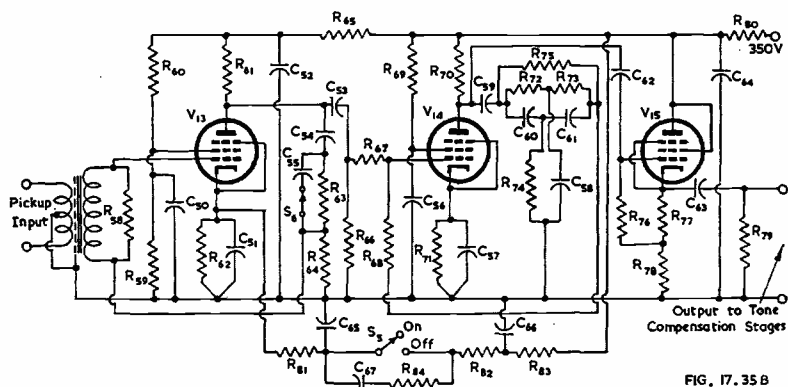 R65
R80
350V
R60
R61
C52
C53
R69
R70
C59
R75
R72
R73
C62
C64
V13
V14
V15
C54
C60
C61
C55
R67
S6
R63
Pickup
Input
R58
C50
C51
R66
C56
R74
C58
C63
R76
R77
R79
R59
R62
R64
R68
R71
C57
R78
Output to Tone
Compensation Stages
C65
S5
On
Off
C66
R81
R82
R83
C67
R84
FIG. 17.35B